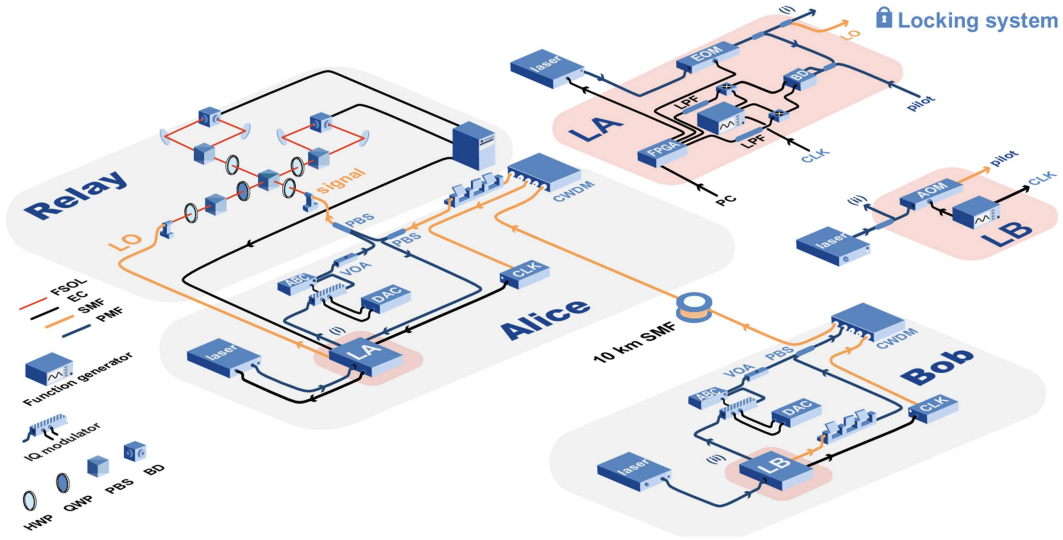 Locking system
(i)
LO
laser
EOM
BD
LPF
LA
FPGA
LPF
pilot
CLK
PC
pilot
(ii)
AOM
CLK
laser
LB
Relay
signal
LO
PBS
PBS
CWDM
ABC
VOA
DAC
CLK
(i)
Alice
laser
LA
10 km SMF
FSOL
EC
SMF
PMF
Function generator
IQ modulator
HWP
QWP
PBS
BD
CWDM
PBS
VOA
Bob
ABC
DAC
CLK
(ii)
laser
LB